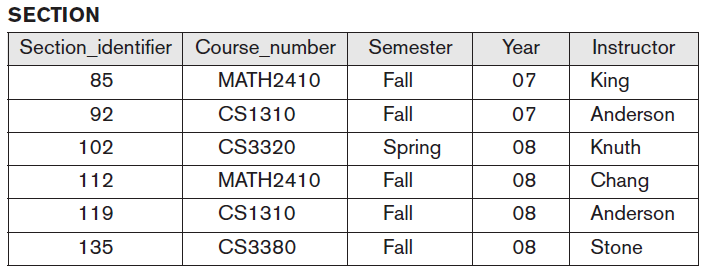 SECTION
Section_identifier Course_number Semester Year Instructor
85 MATH2410 Fall 07 King
92 CS1310 Fall 07 Anderson
102 CS3320 Spring 08 Knuth
112 MATH2410 Fall 08 Chang
119 CS1310 Fall 08 Anderson
135 CS3380 Fall 08 Stone